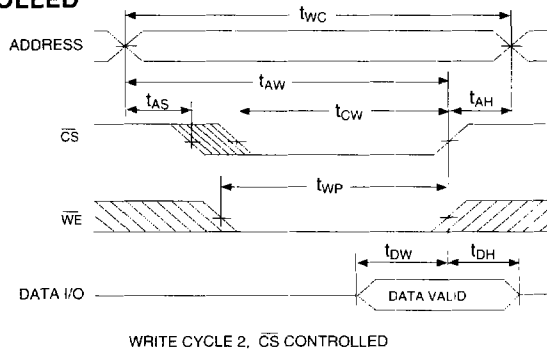 OLLED
tWC
ADDRESS
tAW
tAS
tCW
tAH
CS
tWP
WE
tDW
tDH
DATA I/O
DATA VALID
WRITE CYCLE 2, CS CONTROLLED